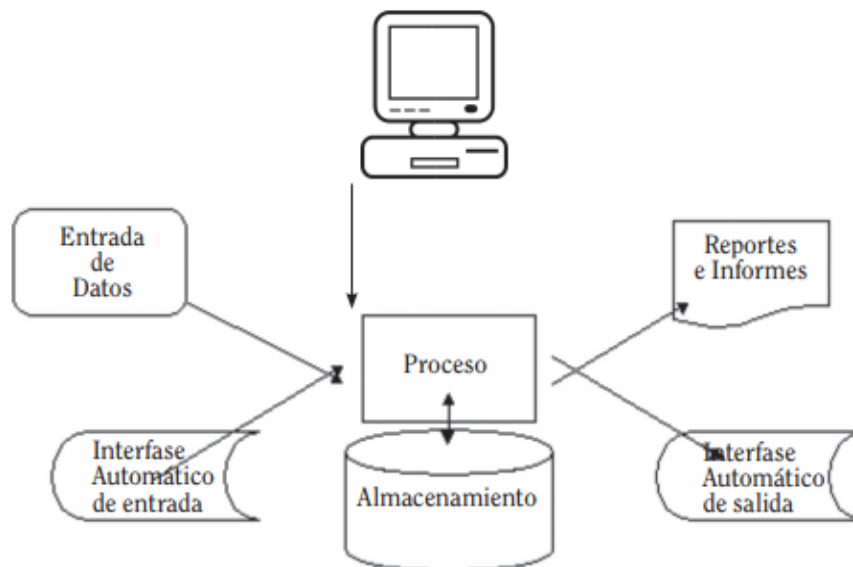 Entrada
de
Datos
Reportes
e Informes
Proceso
Interfase
Automático
de entrada
Almacenamiento
Interfase
Automático
de salida